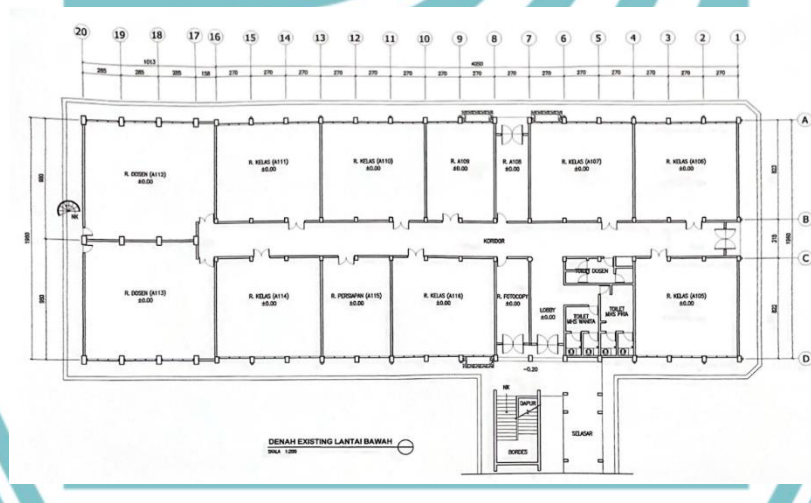 20 19 18 17 16 15 14 13 12 11 10 9 8 7 6 5 4 3 2 1
1013 4050
285 285 285 158 270 270 270 270 270 270 270 270 270 270 270 270 270 270 270
A
R. DOSEN (A112)
±0.00
R. KELAS (A111)
±0.00
R. KELAS (A110)
±0.00
R. A109
±0.00
R. A108
±0.00
R. KELAS (A107)
±0.00
R. KELAS (A106)
±0.00
NK
B
KORIDOR
315
C
R. DOSEN (A113)
±0.00
R. KELAS (A114)
±0.00
R. PERSIAPAN (A115)
±0.00
R. KELAS (A116)
±0.00
R. FOTOCOPY
±0.00
LOBBY
±0.00
TOILET DOSEN
TOILET
MHS WANITA
TOILET
MHS PRIA
R. KELAS (A105)
±0.00
D
-0.20
NK
DAPUR
BORDES
SELASAR
DENAH EXISTING LANTAI BAWAH
SKALA 1:200